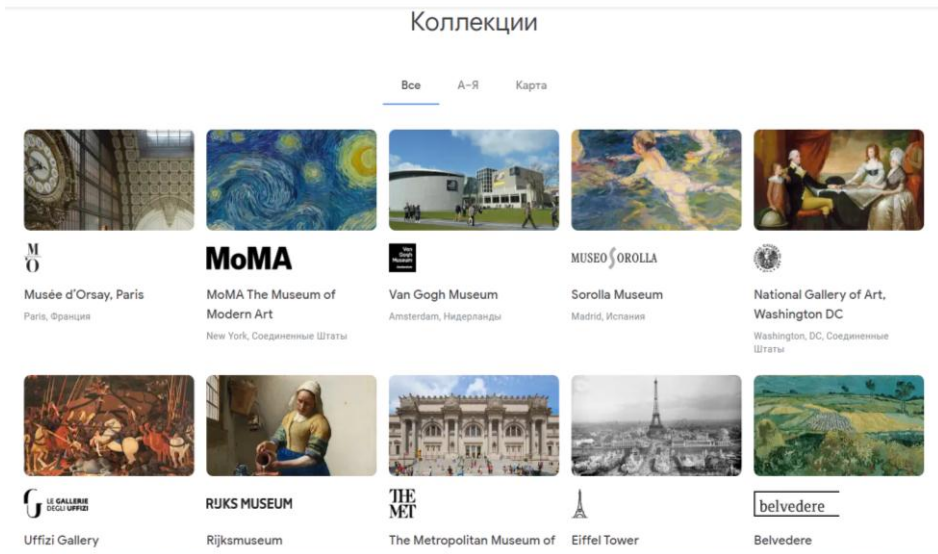 Коллекции
Все
А–Я
Карта
M
O
MoMA
Van
Gogh
Museum
MUSEO SOROLLA
Musée d'Orsay, Paris
Paris, Франция
MoMA The Museum of
Modern Art
New York, Соединенные Штаты
Van Gogh Museum
Amsterdam, Нидерланды
Sorolla Museum
Madrid, Испания
National Gallery of Art,
Washington DC
Washington, DC, Соединенные
Штаты
LE GALLERIE
DEGLI UFFIZI
RIJKS MUSEUM
THE
MET
belvedere
Uffizi Gallery
Rijksmuseum
The Metropolitan Museum of
Eiffel Tower
Belvedere